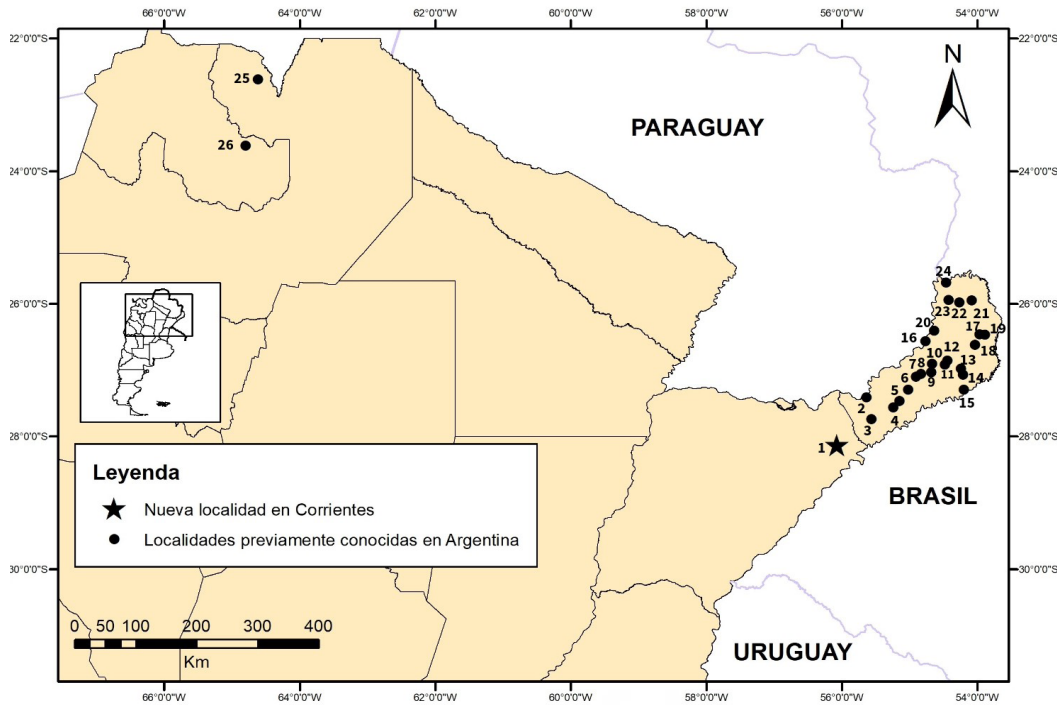 66°0'0"W 64°0'0"W 62°0'0"W 60°0'0"W 58°0'0"W 56°0'0"W 54°0'0"W
22°0'0"S 22°0'0"S
N
25
PARAGUAY
26
24°0'0"S 24°0'0"S
24
26°0'0"S 26°0'0"S
23 22 21
20 17 19
16 12 18
10 13
7 8 11 14
6 9
5 15
2 4
3
28°0'0"S 28°0'0"S
1
Leyenda
BRASIL
Nueva localidad en Corrientes
Localidades previamente conocidas en Argentina
30°0'0"S 30°0'0"S
0 50 100 200 300 400
Km
URUGUAY
66°0'0"W 64°0'0"W 62°0'0"W 60°0'0"W 58°0'0"W 56°0'0"W 54°0'0"W